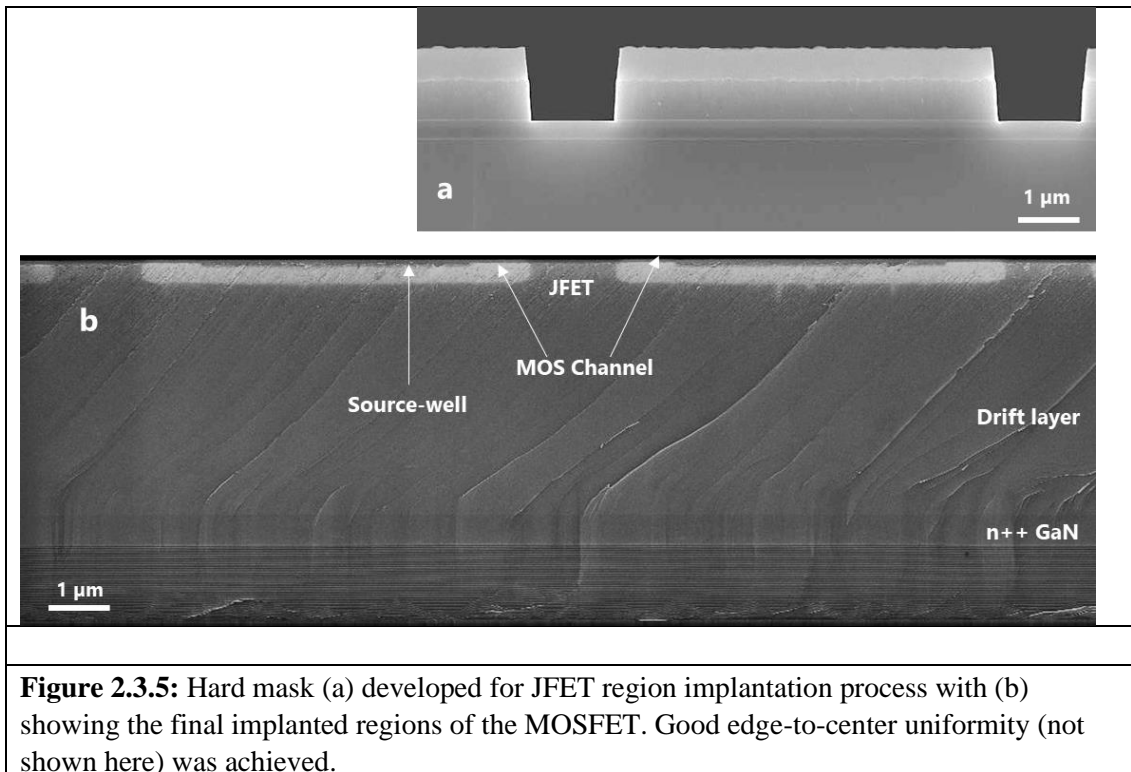 a
1 µm
b
JFET
MOS Channel
Source-well
Drift layer
n++ GaN
1 µm
Figure 2.3.5: Hard mask (a) developed for JFET region implantation process with (b)
showing the final implanted regions of the MOSFET. Good edge-to-center uniformity (not
shown here) was achieved.